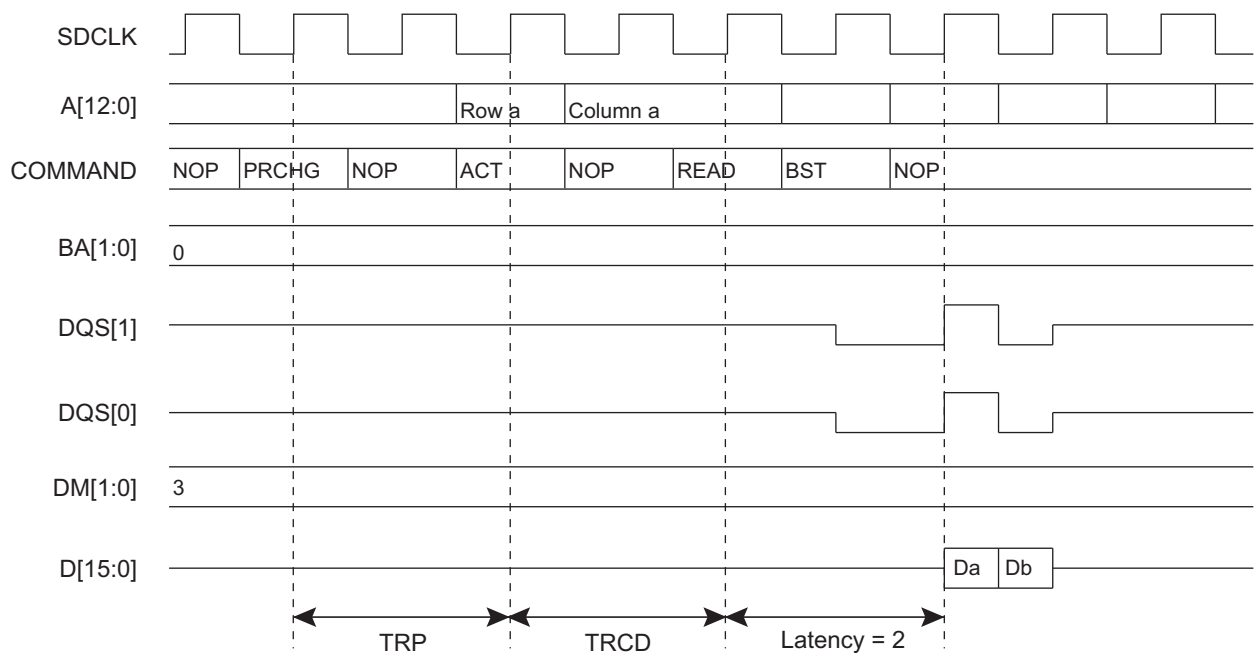 SDCLK
A[12:0]
Row a
Column a
COMMAND
NOP PRCHG NOP ACT NOP READ BST NOP
BA[1:0]
0
DQS[1]
DQS[0]
DM[1:0]
3
D[15:0]
Da Db
TRP TRCD Latency = 2